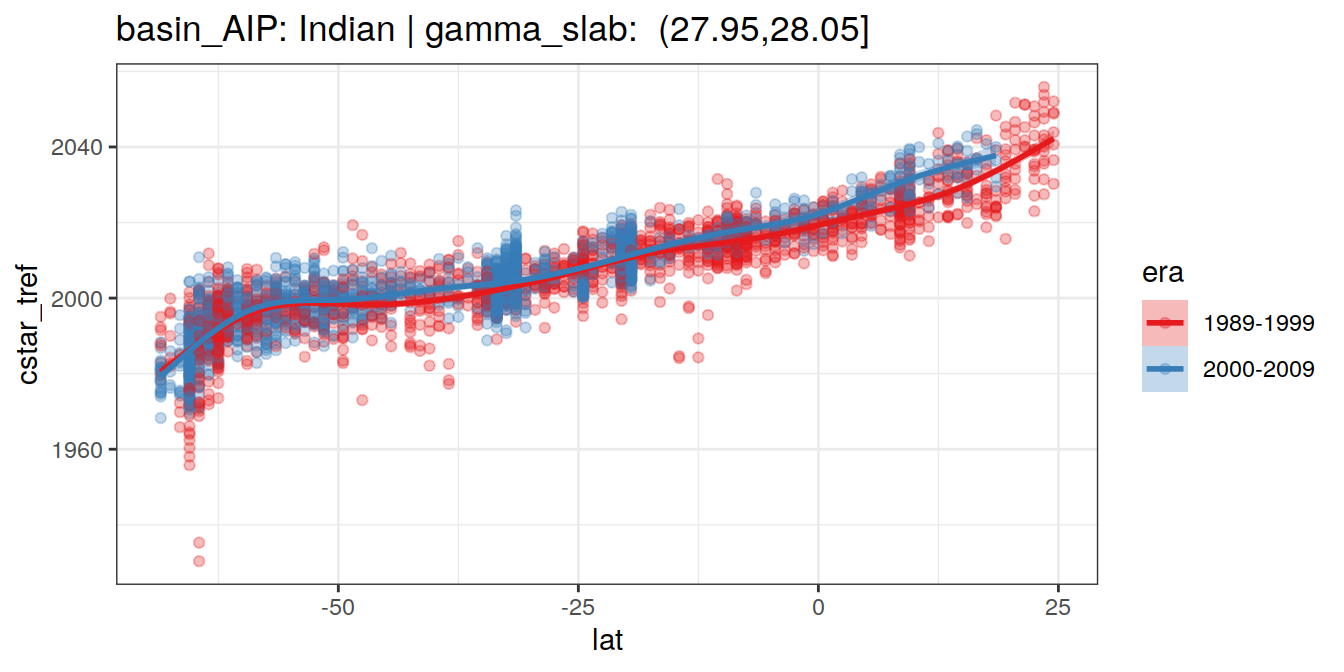 basin_AIP: Indian | gamma_slab:  (27.95,28.05]
cstar_tref
2040
2000
1960
-50
-25
0
25
lat
era
1989-1999
2000-2009